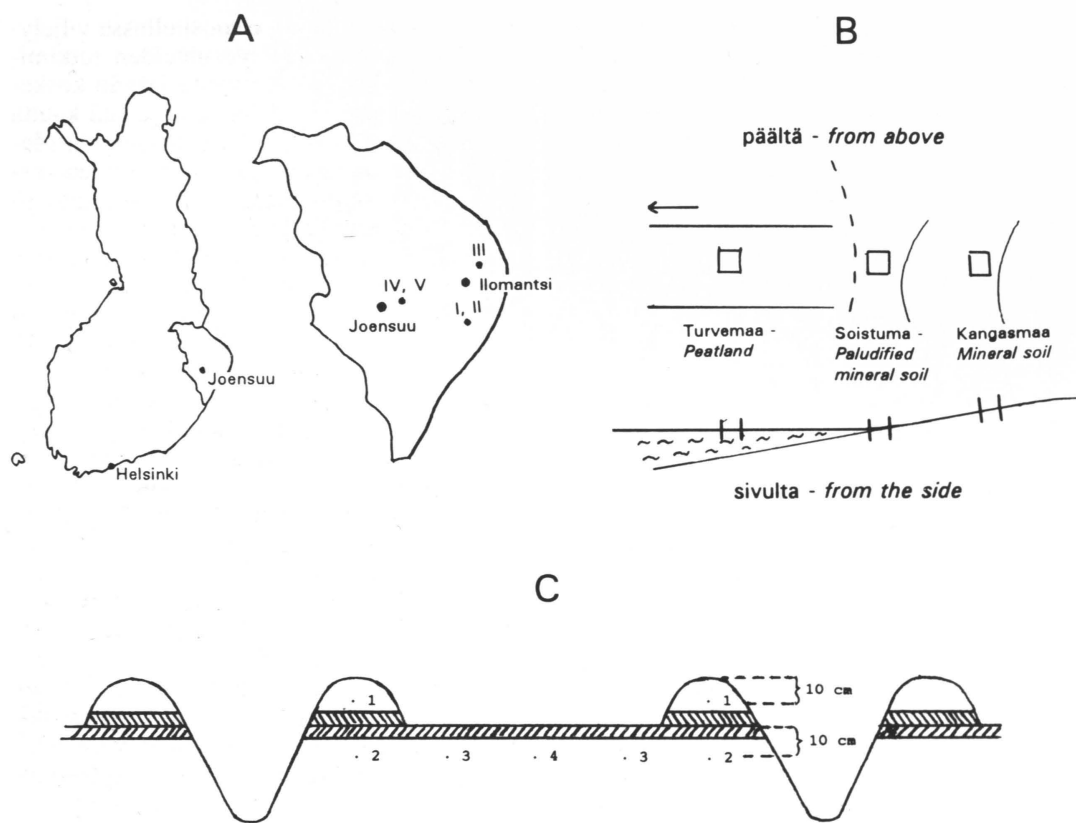 A
B
päältä - from above
III
Ilomantsi
IV, V
I, II
Joensuu
Joensuu
Helsinki
Turvemaa -
Peatland
Soistuma -
Paludified
mineral soil
Kangasmaa
Mineral soil
sivulta - from the side
C
1
1
10 cm
10 cm
2
3
4
3
2